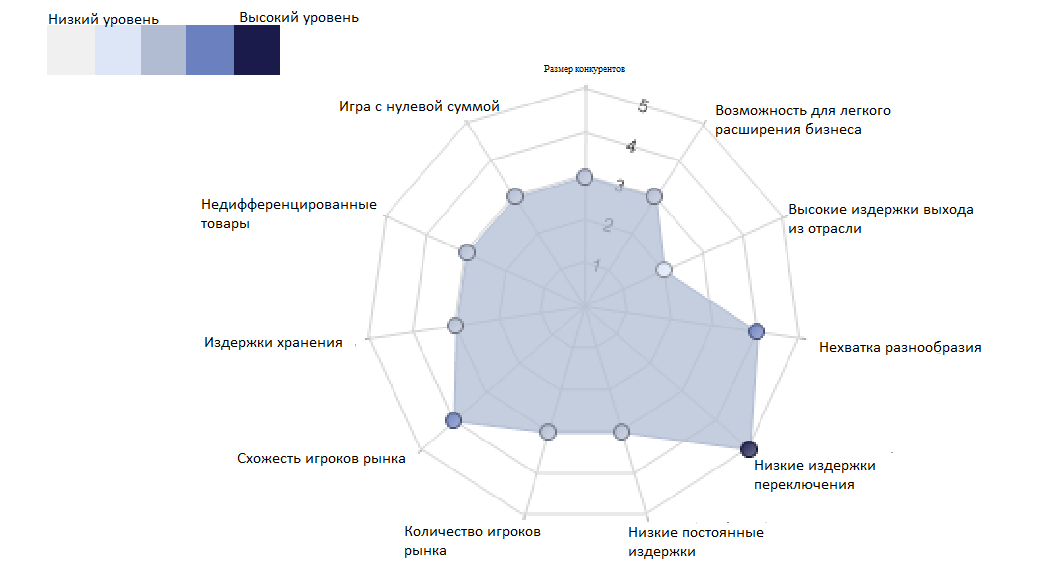 Низкий уровень
Высокий уровень
Размер конкурентов
Игра с нулевой суммой
5
Возможность для легкого
расширения бизнеса
4
3
Недифференцированные
товары
Высокие издержки выхода
из отрасли
2
1
Издержки хранения
Нехватка разнообразия
Схожесть игроков рынка
Низкие издержки
переключения
Количество игроков
рынка
Низкие постоянные
издержки